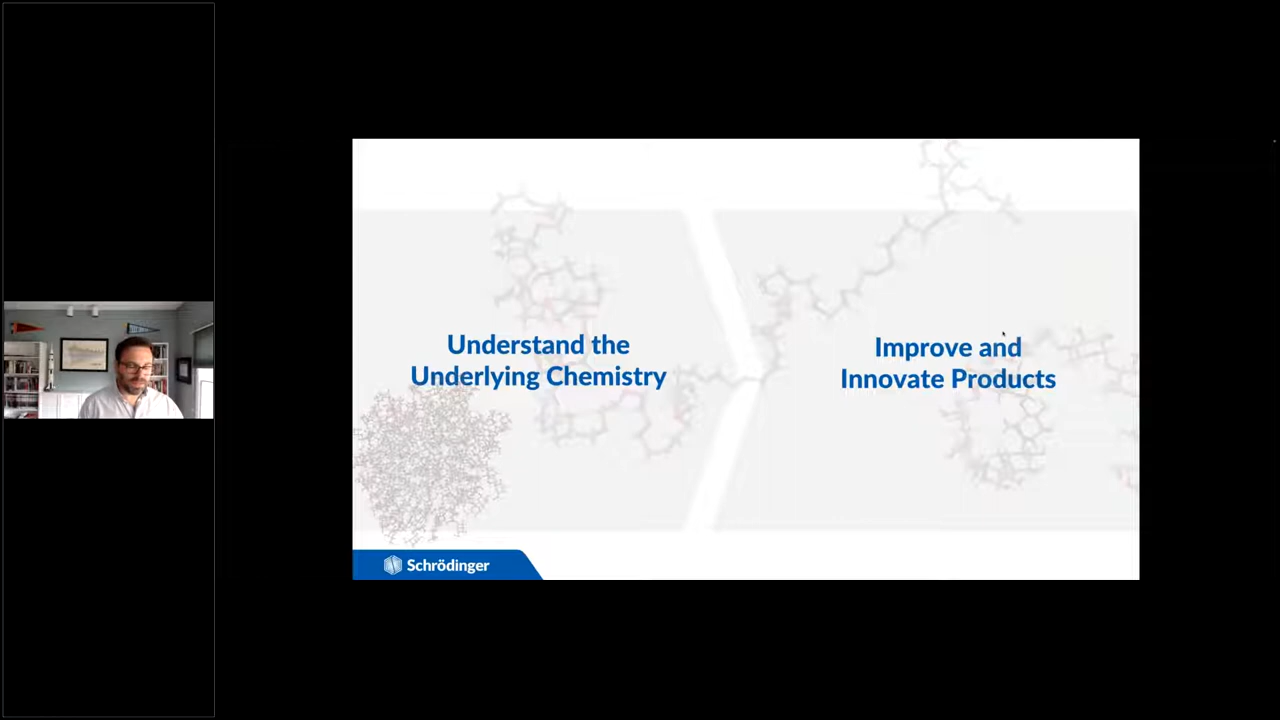 Understand the
Underlying Chemistry
Improve and
Innovate Products
Schrödinger